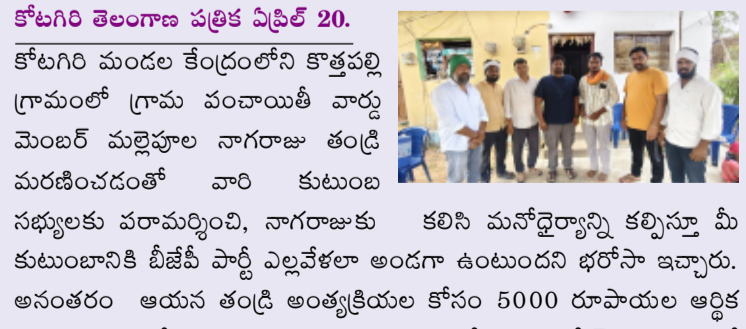 కోటగిరి తెలంగాణ పత్రిక ఏప్రిల్ 20.
కోటగిరి మండల కేంద్రంలోని కొత్తపల్లి
గ్రామంలో గ్రామ పంచాయితీ వార్డు
మెంబర్ మల్లెపూల నాగరాజు తండ్రి
మరణించడంతో వారి కుటుంబ
సభ్యులకు పరామర్శించి, నాగరాజుకు కలిసి మనోధైర్యాన్ని కల్పిస్తూ మీ
కుటుంబానికి బీజేపీ పార్టీ ఎల్లవేళలా అండగా ఉంటుందని భరోసా ఇచ్చారు.
అనంతరం ఆయన తండ్రి అంత్యక్రియల కోసం 5000 రూపాయల ఆర్థిక